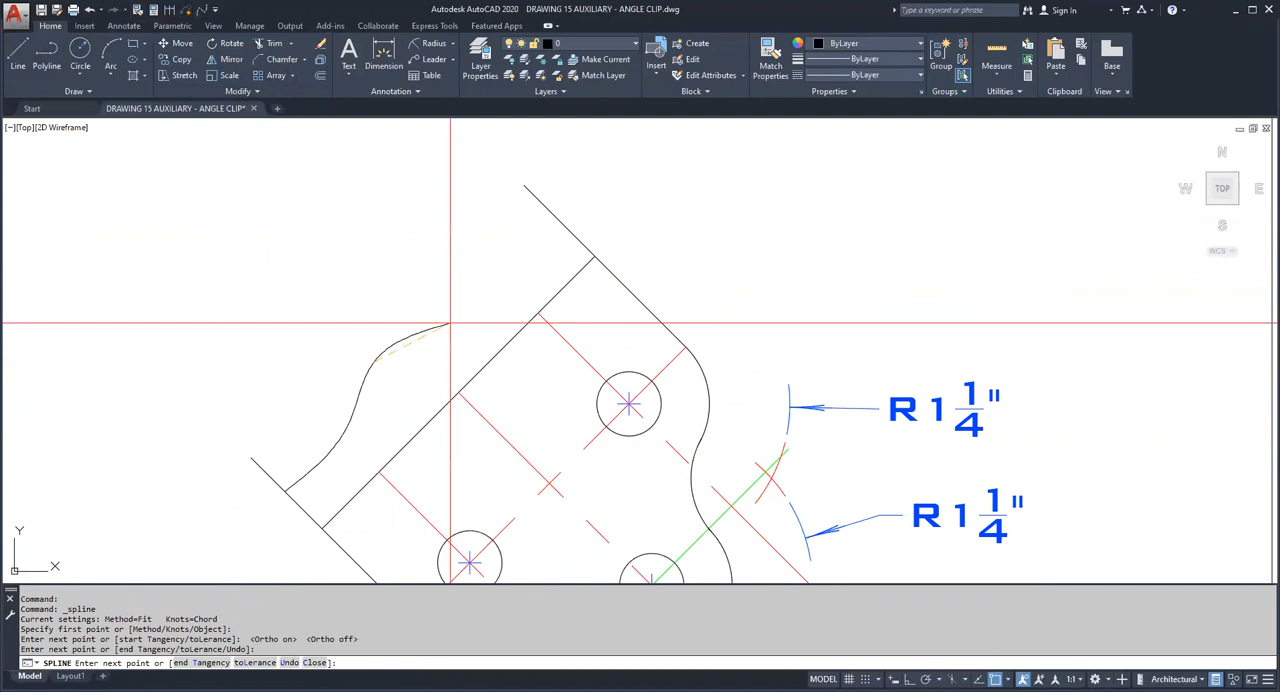 Autodesk AutoCAD 2020 DRAWING 15 AUXILIARY - ANGLE CLIP.dwg
Type a keyword or phrase
Sign In
Home Insert Annotate Parametric View Manage Output Add-ins Collaborate Express Tools Featured Apps
Line Polyline Circle Arc
Move Rotate Trim
Copy Mirror Chamfer
Stretch Scale Array
Text Dimension
Radius
Leader
Table
Layer Properties
0
Make Current
Match Layer
Insert
Create
Edit
Edit Attributes
Match Properties
ByLayer
ByLayer
ByLayer
Group
Measure
Paste
Base
Draw Modify Annotation Layers Block Properties Groups Utilities Clipboard View
Start DRAWING 15 AUXILIARY - ANGLE CLIP*
[−][Top][2D Wireframe]
N
W TOP E
S
WCS
R 1 1/4"
R 1 1/4"
Y
X
Command:
Command: _spline
Current settings: Method=Fit Knots=Chord
Specify first point or [Method/Knots/Object]:
Enter next point or [start Tangency/toLerance]: <Ortho on> <Ortho off>
Enter next point or [end Tangency/toLerance/Undo]:
SPLINE Enter next point or [end Tangency toLerance Undo Close]:
Model Layout1
MODEL 1:1 Architectural